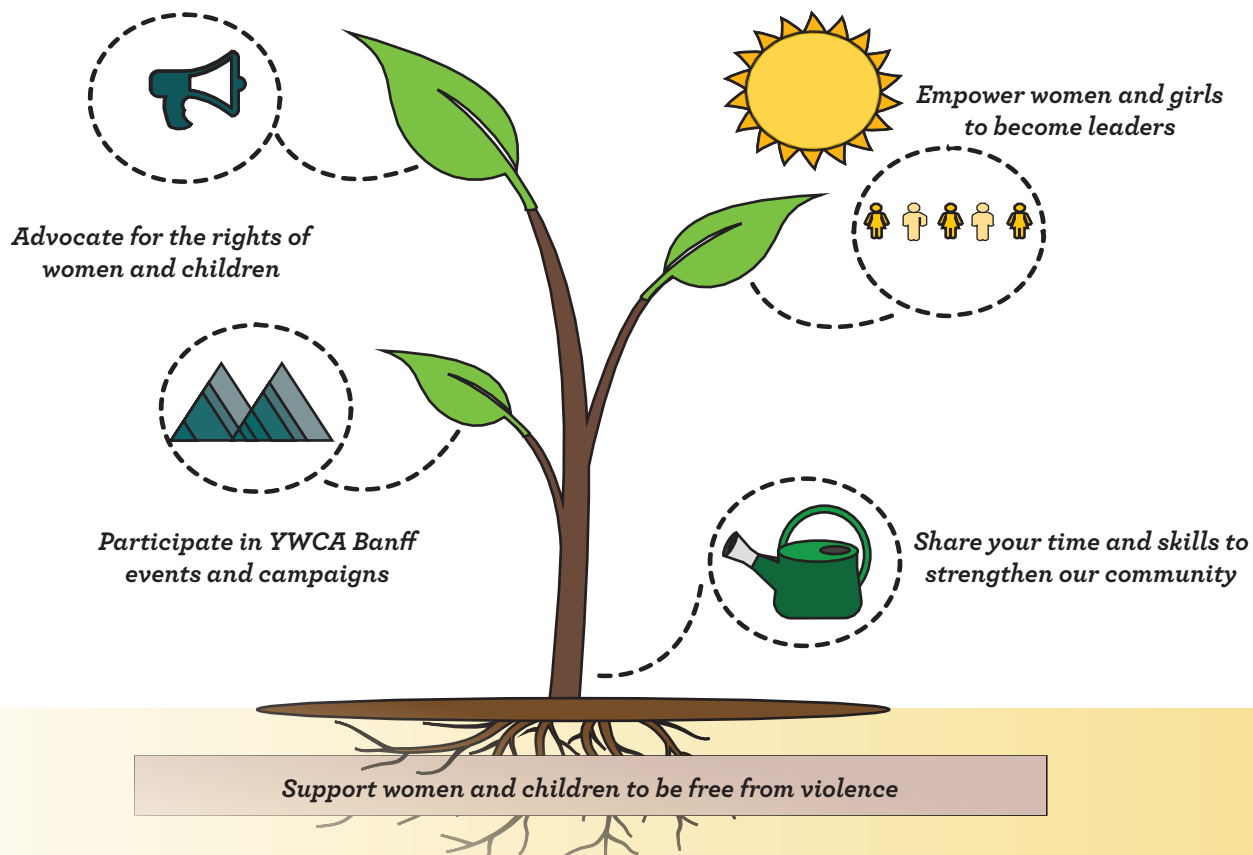 Empower women and girls
to become leaders
Advocate for the rights of
women and children
Participate in YWCA Banff
events and campaigns
Share your time and skills to
strengthen our community
Support women and children to be free from violence